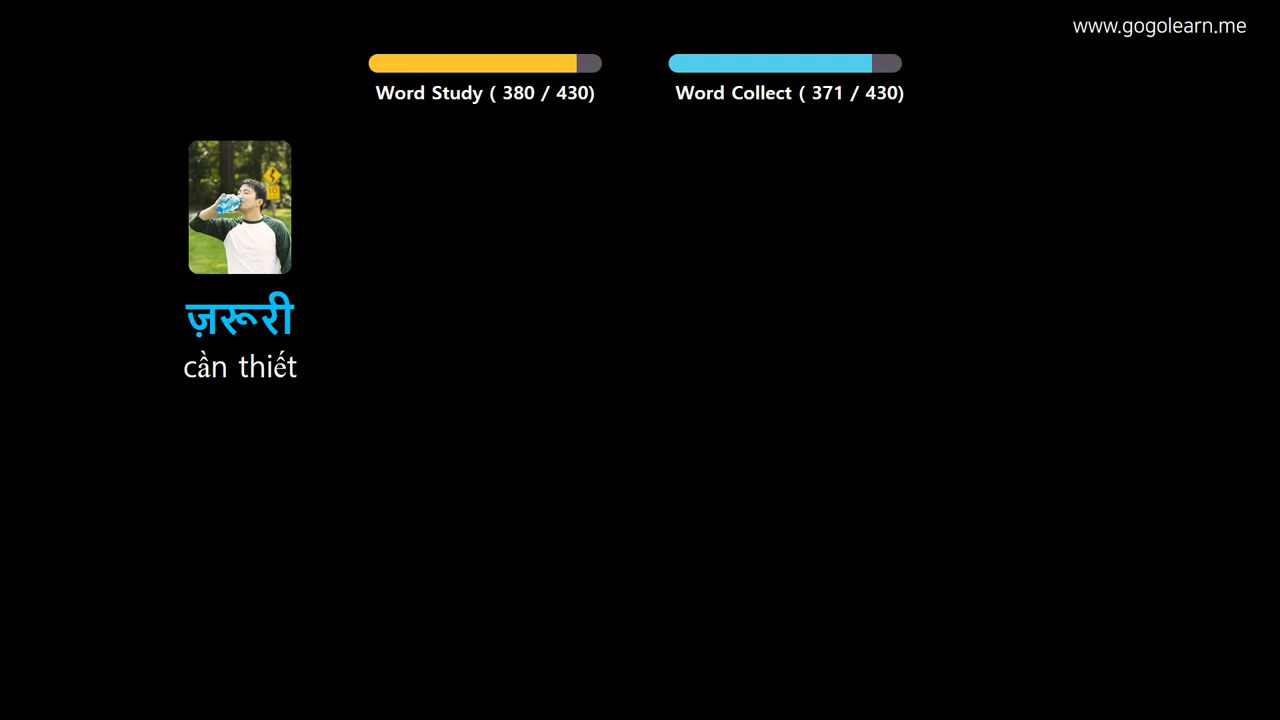 www.gogolearn.me
Word Study ( 380 / 430)
Word Collect ( 371 / 430)
ज़रूरी
cần thiết